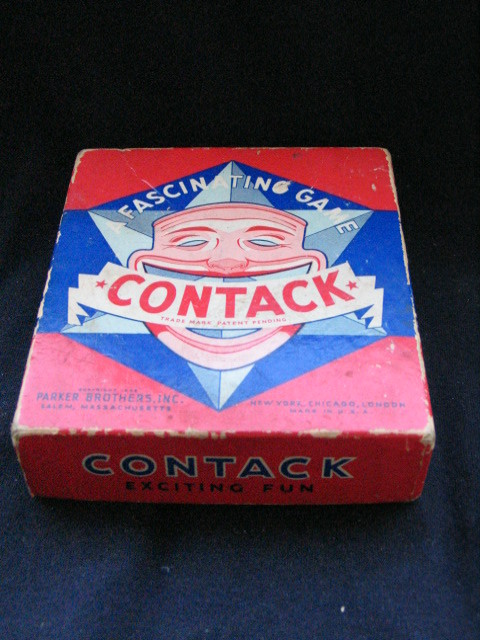 A FASCINATING GAME
CONTACK
TRADE MARK PATENT PENDING
PARKER BROTHERS, INC.
SALEM, MASSACHUSETTS
NEW YORK, CHICAGO, LONDON
MADE IN U.S.A.
CONTACK
EXCITING FUN